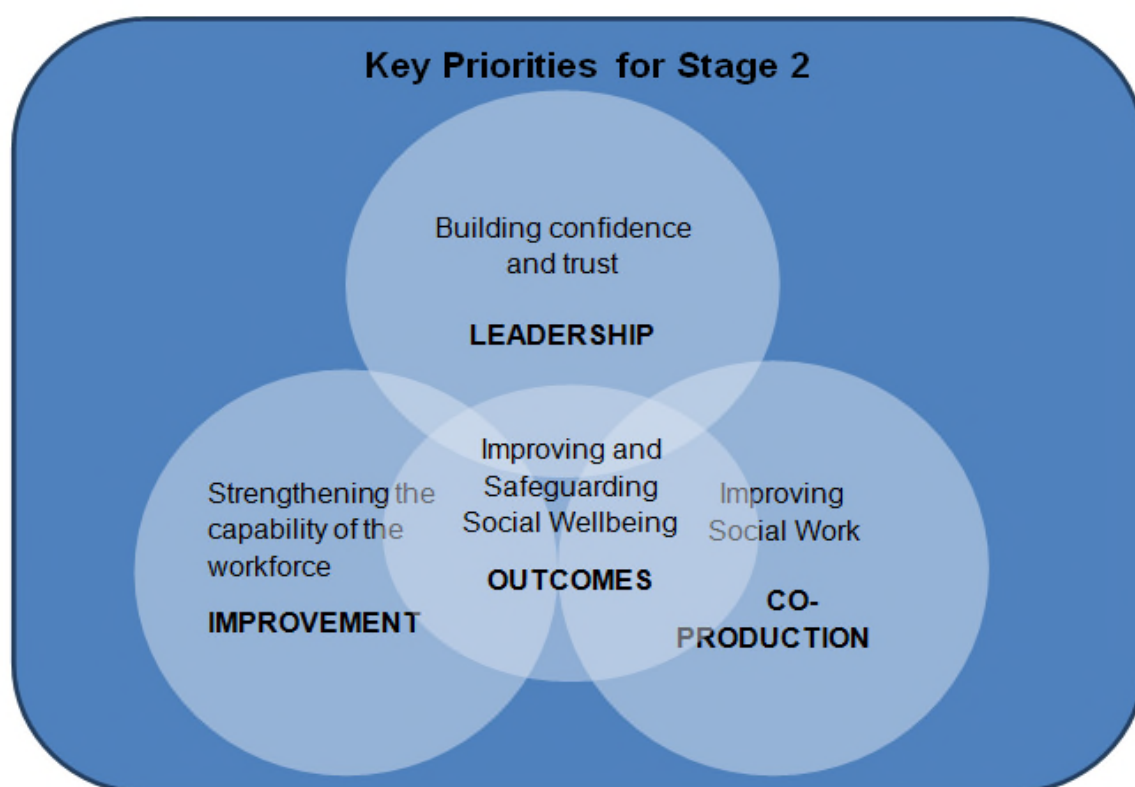 Key Priorities for Stage 2
Building confidence
and trust
LEADERSHIP
Improving and
Safeguarding
Social Wellbeing
OUTCOMES
Strengthening the
capability of the
workforce
IMPROVEMENT
Improving
Social Work
CO-
PRODUCTION